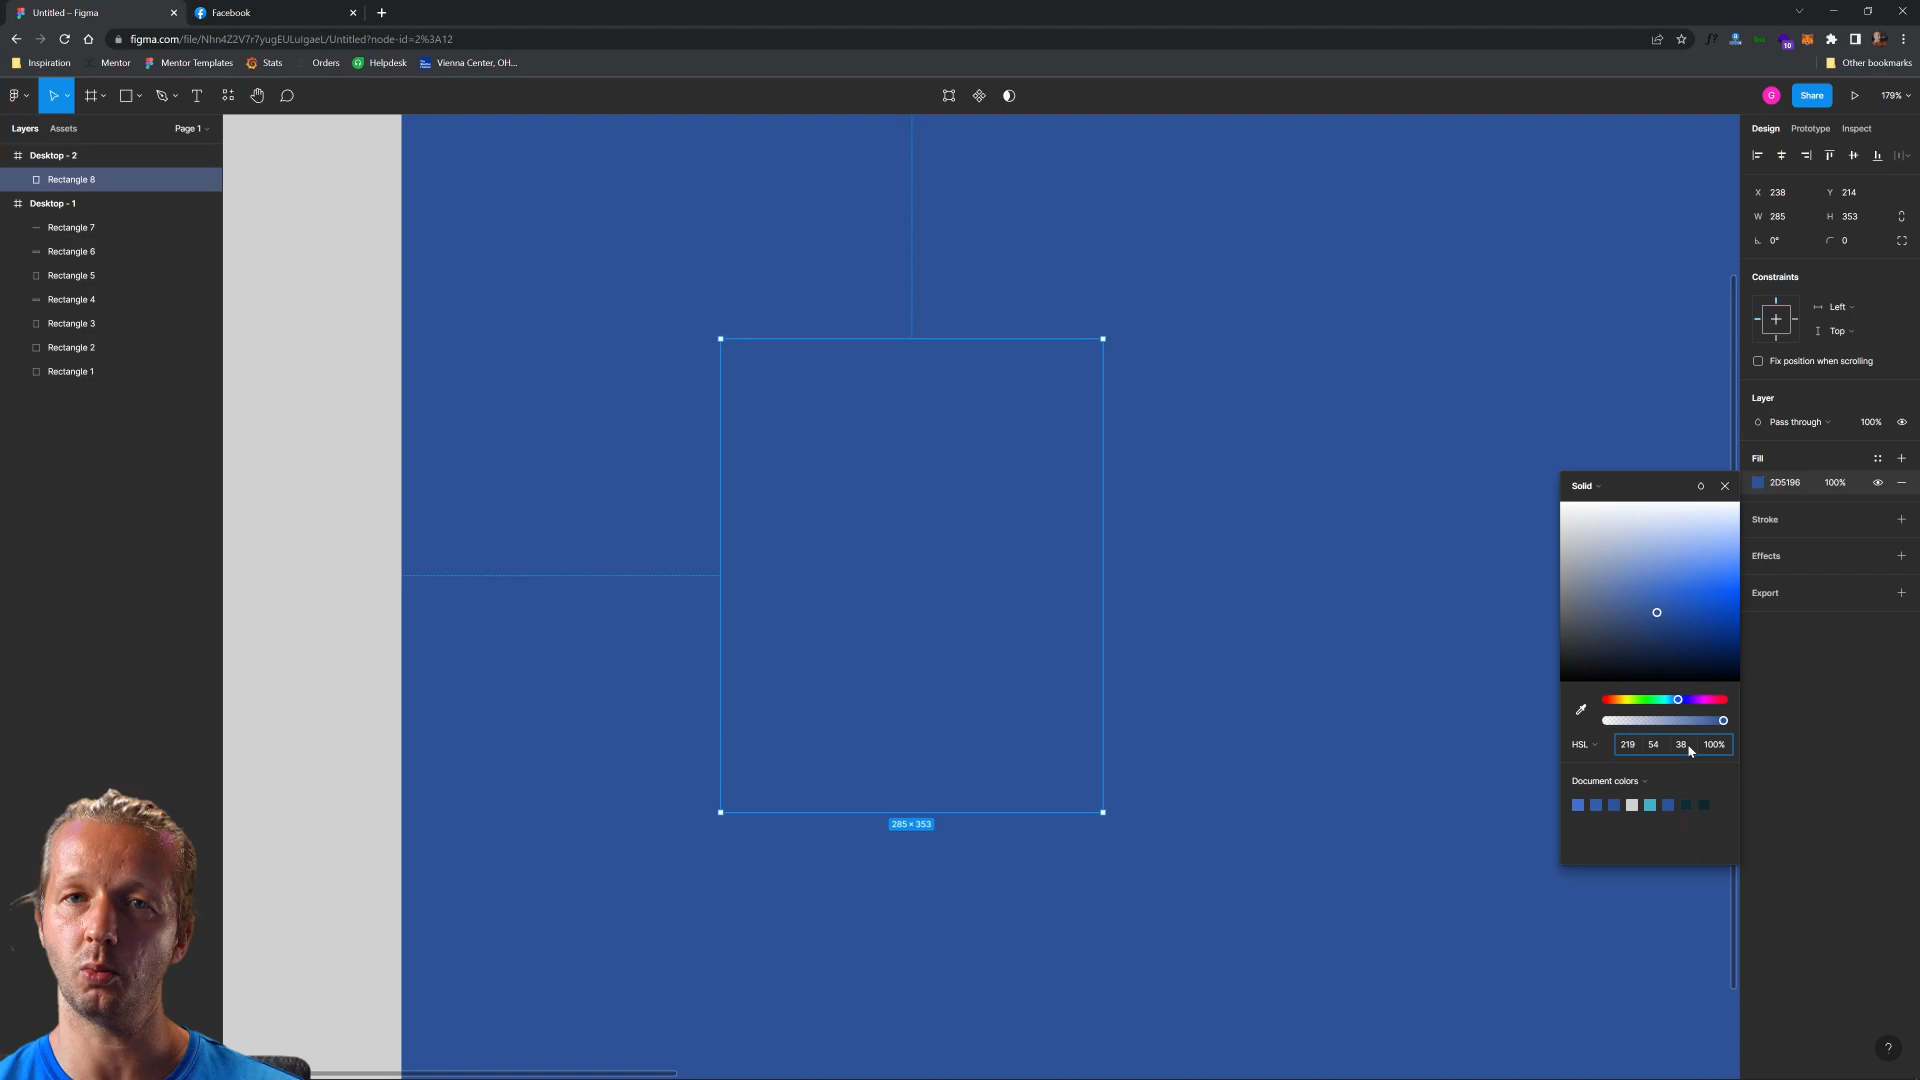 Untitled – Figma
Facebook
figma.com/file/Nhn4Z2V7r7yugEULuIgaeL/Untitled?node-id=2%3A12
10
Inspiration
Mentor
Mentor Templates
Stats
Orders
Helpdesk
Vienna Center, OH...
Other bookmarks
G
Share
179%
Layers
Assets
Page 1
Design
Prototype
Inspect
Desktop - 2
Rectangle 8
Desktop - 1
Rectangle 7
Rectangle 6
Rectangle 5
Rectangle 4
Rectangle 3
Rectangle 2
Rectangle 1
X 238
Y 214
W 285
H 353
0°
0
Constraints
Left
Top
Fix position when scrolling
Layer
Pass through
100%
Fill
2D5196
100%
Stroke
Effects
Export
Solid
HSL
219
54
38
100%
Document colors
285 × 353
?